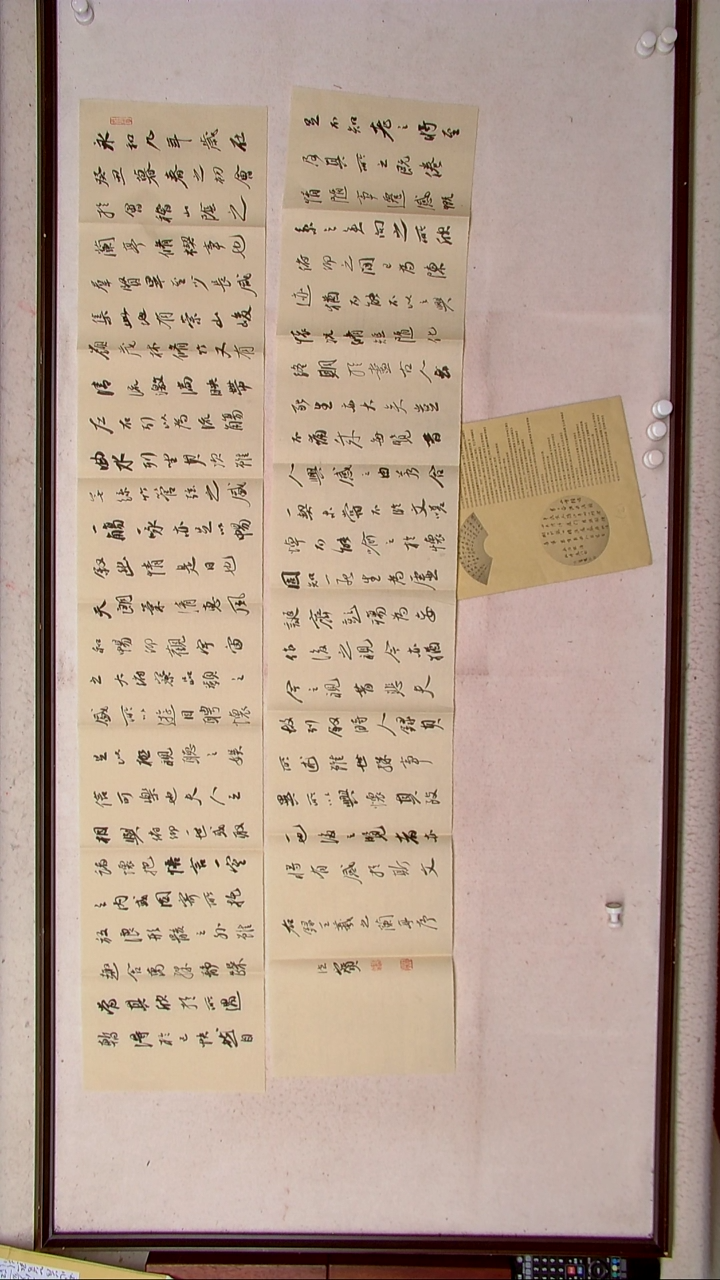 永和九年歲在
癸丑暮春之初會
於會稽山陰之
蘭亭脩禊事也
群賢畢至少長咸
集此地有崇山峻
領茂林脩竹又有
清流激湍映帶
左右引以為流觴
曲水列坐其次雖
無絲竹管弦之盛
一觴一詠亦足以暢
敘幽情是日也
天朗氣清惠風
和暢仰觀宇宙
之大俯察品類之
盛所以遊目騁懷
足以極視聽之娛
信可樂也夫人之
相與俯仰一世或取
諸懷抱悟言一室
之內或因寄所托
放浪形骸之外雖
趣舍萬殊靜躁
當其欣於所遇
暫得於己快然自
足不知老之將至
及其所之既倦
情隨事遷感慨
係之矣向之所欣
俯仰之間已為陳
迹猶不能不以之興
懷況脩短隨化
終期於盡古人云
死生亦大矣豈
不痛哉每覽昔
人興感之由若合
一契未嘗不臨文嗟
悼不能喻之於懷
固知一死生為虛
誕齊彭殤為妄
作後之視今亦猶
今之視昔悲夫
故列敘時人錄其
所述雖世殊事
異所以興懷其致
一也後之覽者亦
將有感於斯文
右錄王羲之蘭亭序